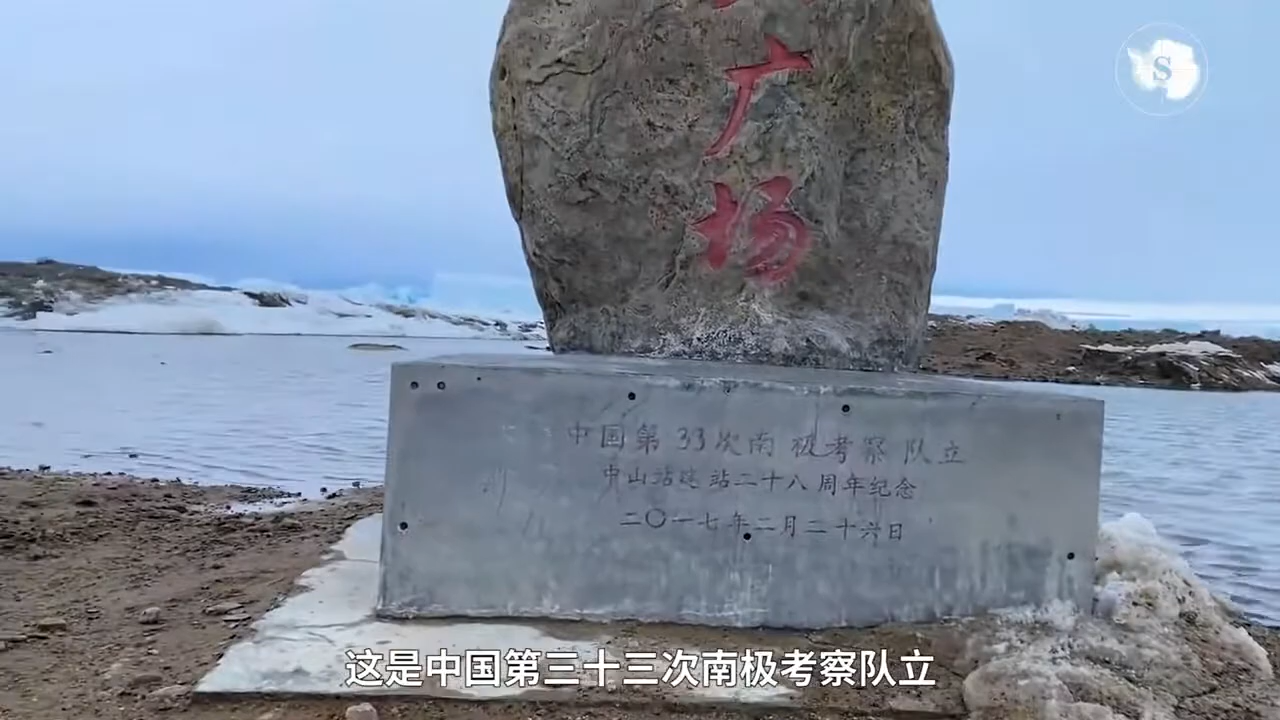 S
广
场
中国第33次南极考察队立
中山站建站二十八周年纪念
二〇一七年二月二十六日
这是中国第三十三次南极考察队立